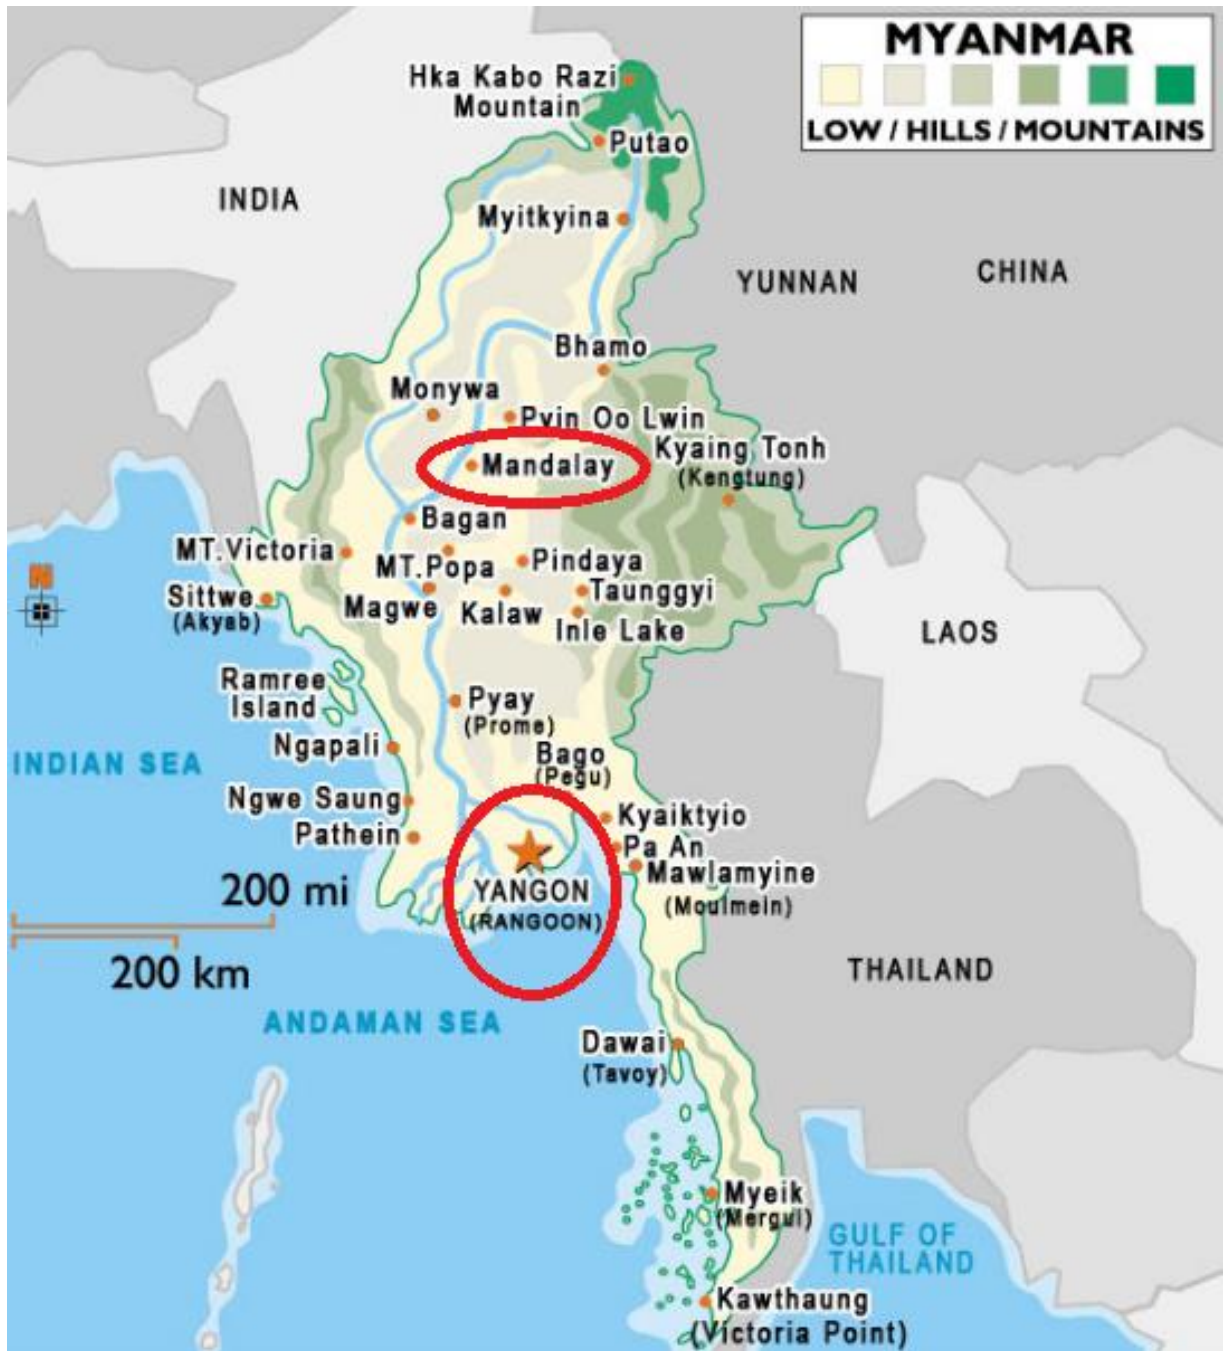 MYANMAR
LOW / HILLS / MOUNTAINS
Hka Kabo Razi
Mountain
Putao
INDIA
Myitkyina
YUNNAN
CHINA
Bhamo
Monywa
Pyin Oo Lwin
Mandalay
Kyaing Tonh
(Kengtung)
Bagan
MT.Victoria
MT.Popa
Pindaya
Sittwe
(Akyab)
Magwe
Kalaw
Taunggyi
Inle Lake
N
LAOS
Ramree
Island
Pyay
(Prome)
Ngapali
Bago
(Pegu)
INDIAN SEA
Ngwe Saung
Kyaiktyio
Pathein
Pa An
Mawlamyine
(Moulmein)
YANGON
(RANGOON)
200 mi
200 km
THAILAND
ANDAMAN SEA
Dawai
(Tavoy)
Myeik
(Mergui)
GULF OF
THAILAND
Kawthaung
(Victoria Point)